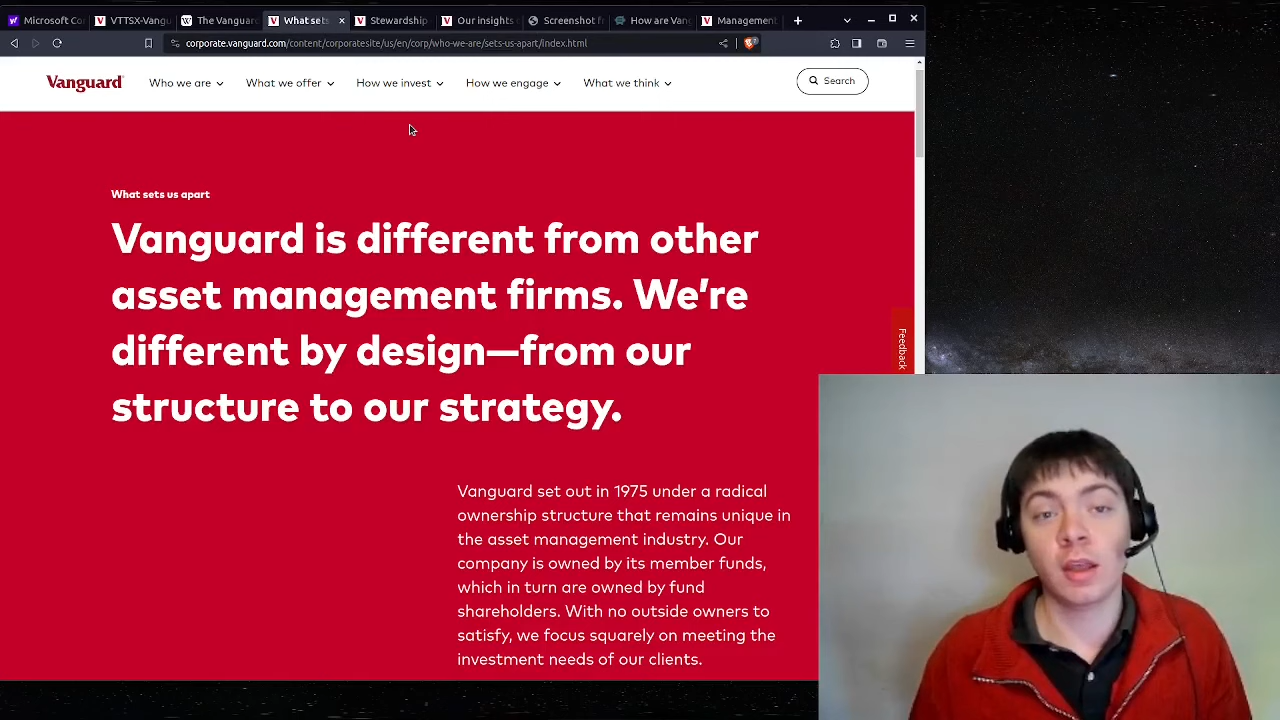 Microsoft Co
VTTSX-Vangu
The Vanguard
What sets
Stewardship
Our insights
Screenshot fr
How are Vang
Management
corporate.vanguard.com/content/corporatesite/us/en/corp/who-we-are/sets-us-apart/index.html
Vanguard
Who we are
What we offer
How we invest
How we engage
What we think
Search
What sets us apart
Vanguard is different from other
asset management firms. We’re
different by design—from our
structure to our strategy.
Feedback
Vanguard set out in 1975 under a radical
ownership structure that remains unique in
the asset management industry. Our
company is owned by its member funds,
which in turn are owned by fund
shareholders. With no outside owners to
satisfy, we focus squarely on meeting the
investment needs of our clients.